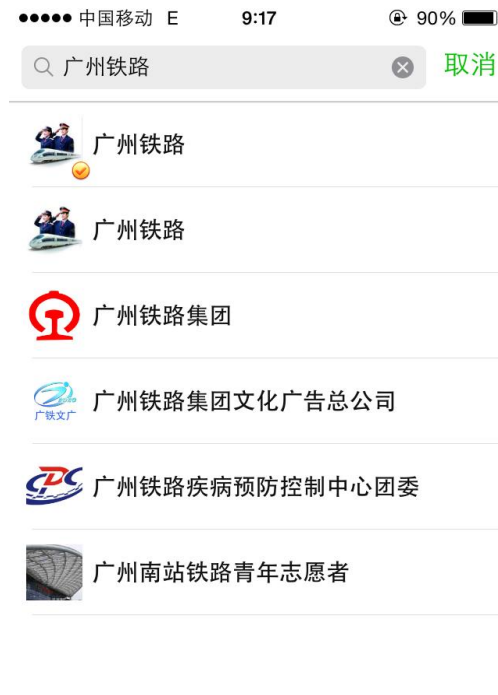 中国移动 E 9:17 90%
广州铁路 取消
广州铁路
广州铁路
广州铁路集团
广铁文广
广州铁路集团文化广告总公司
CDC
广州铁路疾病预防控制中心团委
广州南站铁路青年志愿者